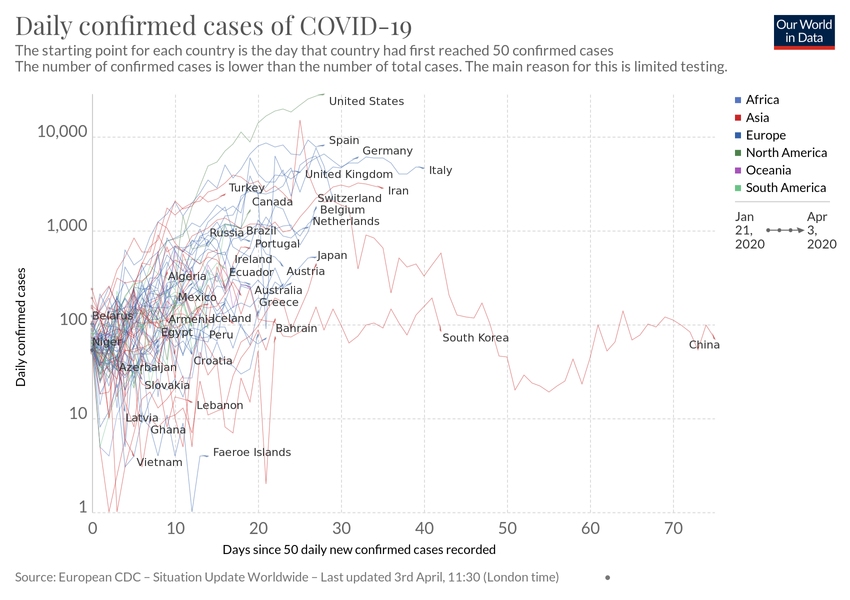 Daily confirmed cases of COVID-19
The starting point for each country is the day that country had first reached 50 confirmed cases
The number of confirmed cases is lower than the number of total cases. The main reason for this is limited testing.
Our World
in Data
Africa
Asia
Europe
North America
Oceania
South America
Jan
21,
2020
Apr
3,
2020
Daily confirmed cases
10,000
1,000
100
10
1
United States
Spain
Germany
Italy
United Kingdom
Iran
Turkey
Switzerland
Canada
Belgium
Netherlands
Russia
Brazil
Portugal
Japan
Ireland
Ecuador
Austria
Algeria
Australia
Mexico
Greece
Belarus
Armenia
Iceland
Bahrain
Egypt
Peru
South Korea
Niger
China
Croatia
Azerbaijan
Slovakia
Lebanon
Latvia
Ghana
Faeroe Islands
Vietnam
0
10
20
30
40
50
60
70
Days since 50 daily new confirmed cases recorded
Source: European CDC – Situation Update Worldwide – Last updated 3rd April, 11:30 (London time)